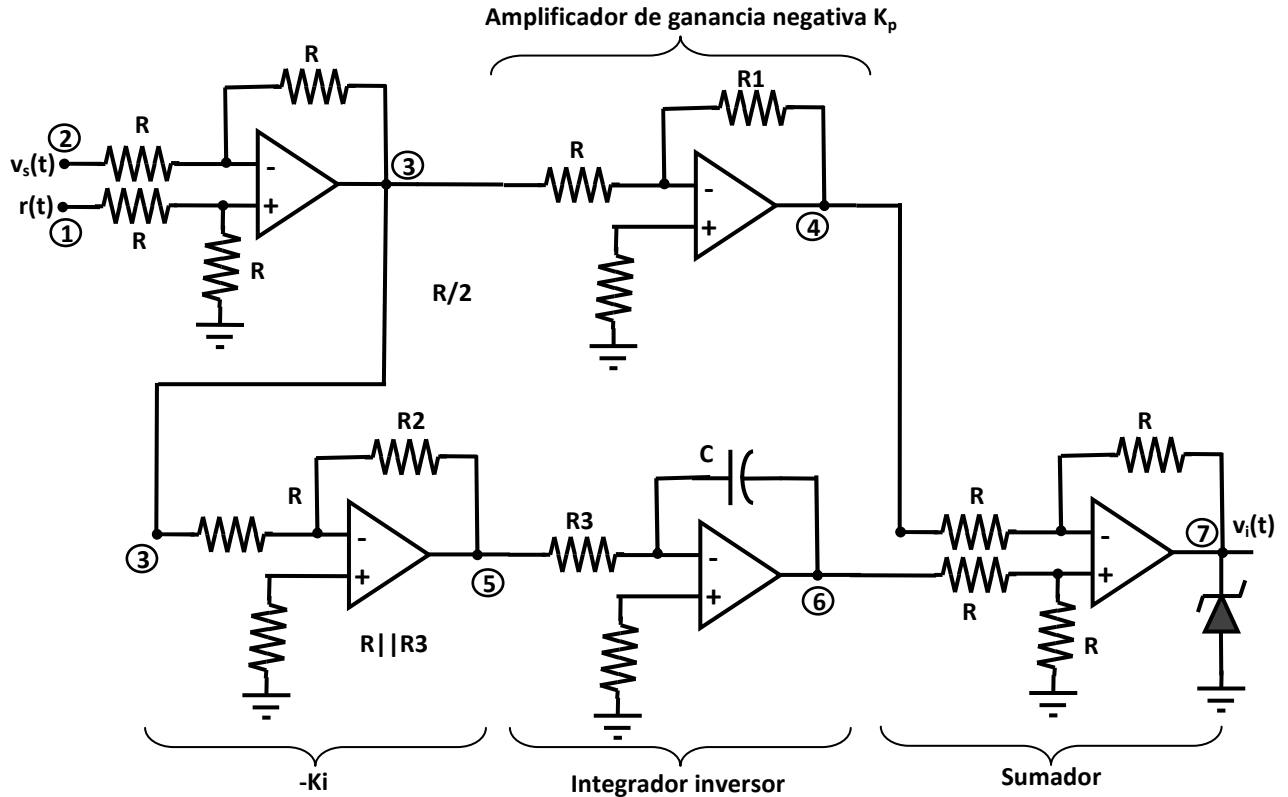 Amplificador de ganancia negativa Kp
R
R1
2
R
vs(t)
-
3
R
r(t)
+
-
1
R
4
R
+
R/2
R2
C
R
R
R3
R
7
vi(t)
3
-
-
-
+
5
+
6
+
R
R||R3
R
-Ki
Integrador inversor
Sumador